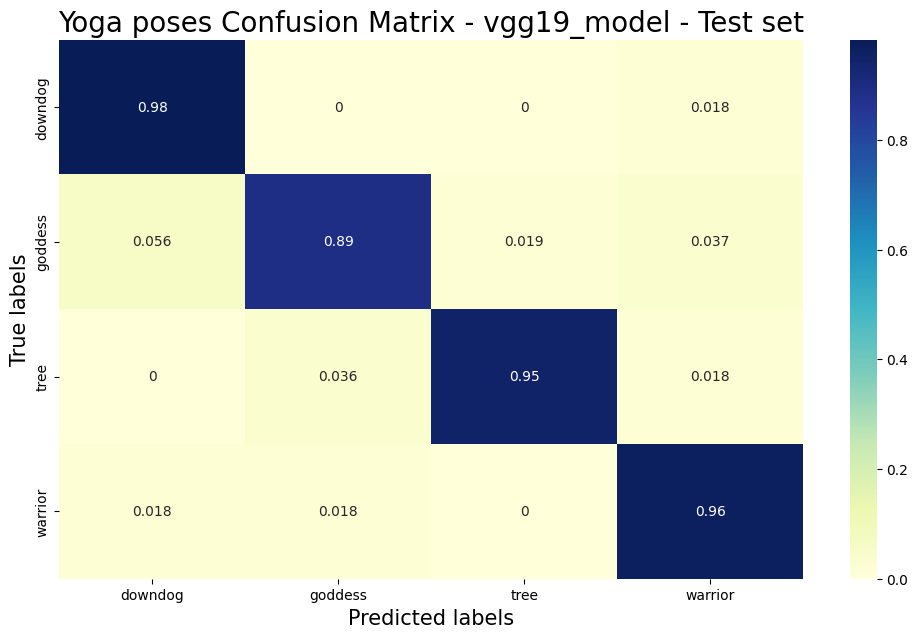 Yoga poses Confusion Matrix - vgg19_model - Test set
True labels
downdog 0.98 0 0 0.018
goddess 0.056 0.89 0.019 0.037
tree 0 0.036 0.95 0.018
warrior 0.018 0.018 0 0.96
downdog goddess tree warrior
Predicted labels
0.8
0.6
0.4
0.2
0.0